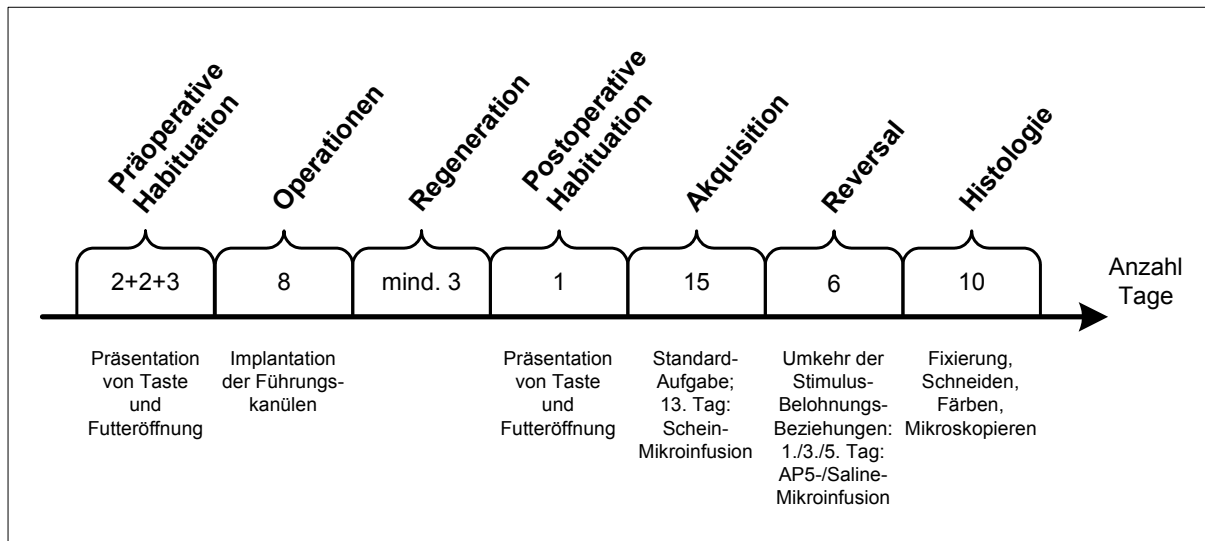 Präoperative
Habituation
Operationen
Regeneration
Postoperative
Habituation
Akquisition
Reversal
Histologie
2+2+3
8
mind. 3
1
15
6
10
Anzahl
Tage
Präsentation
von Taste
und
Futteröffnung
Implantation
der Führungs-
kanülen
Präsentation
von Taste
und
Futteröffnung
Standard-
Aufgabe;
13. Tag:
Schein-
Mikroinfusion
Umkehr der
Stimulus-
Belohnungs-
Beziehungen:
1./3./5. Tag:
AP5-/Saline-
Mikroinfusion
Fixierung,
Schneiden,
Färben,
Mikroskopieren